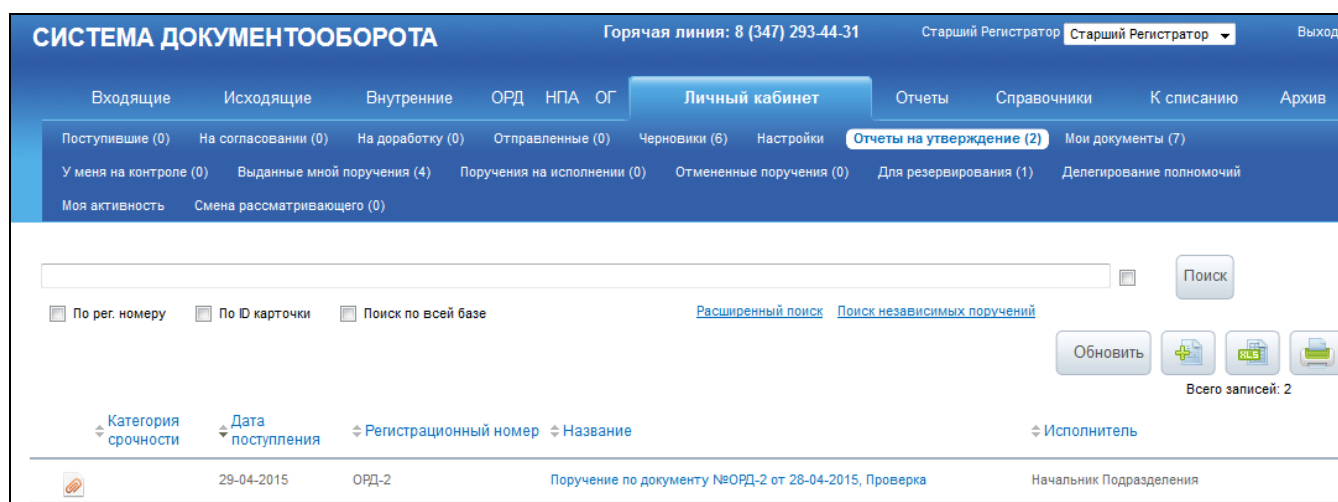 СИСТЕМА ДОКУМЕНТООБОРОТА Горячая линия: 8 (347) 293-44-31 Старший Регистратор Старший Регистратор Выход
Входящие Исходящие Внутренние ОРД НПА ОГ Личный кабинет Отчеты Справочники К списанию Архив
Поступившие (0) На согласовании (0) На доработку (0) Отправленные (0) Черновики (6) Настройки Отчеты на утверждение (2) Мои документы (7)
У меня на контроле (0) Выданные мной поручения (4) Поручения на исполнении (0) Отмененные поручения (0) Для резервирования (1) Делегирование полномочий
Моя активность Смена рассматривающего (0)
Поиск
По рег. номеру По ID карточки Поиск по всей базе Расширенный поиск Поиск независимых поручений
Обновить XLS
Всего записей: 2
Категория срочности Дата поступления Регистрационный номер Название Исполнитель
29-04-2015 ОРД-2 Поручение по документу №ОРД-2 от 28-04-2015, Проверка Начальник Подразделения